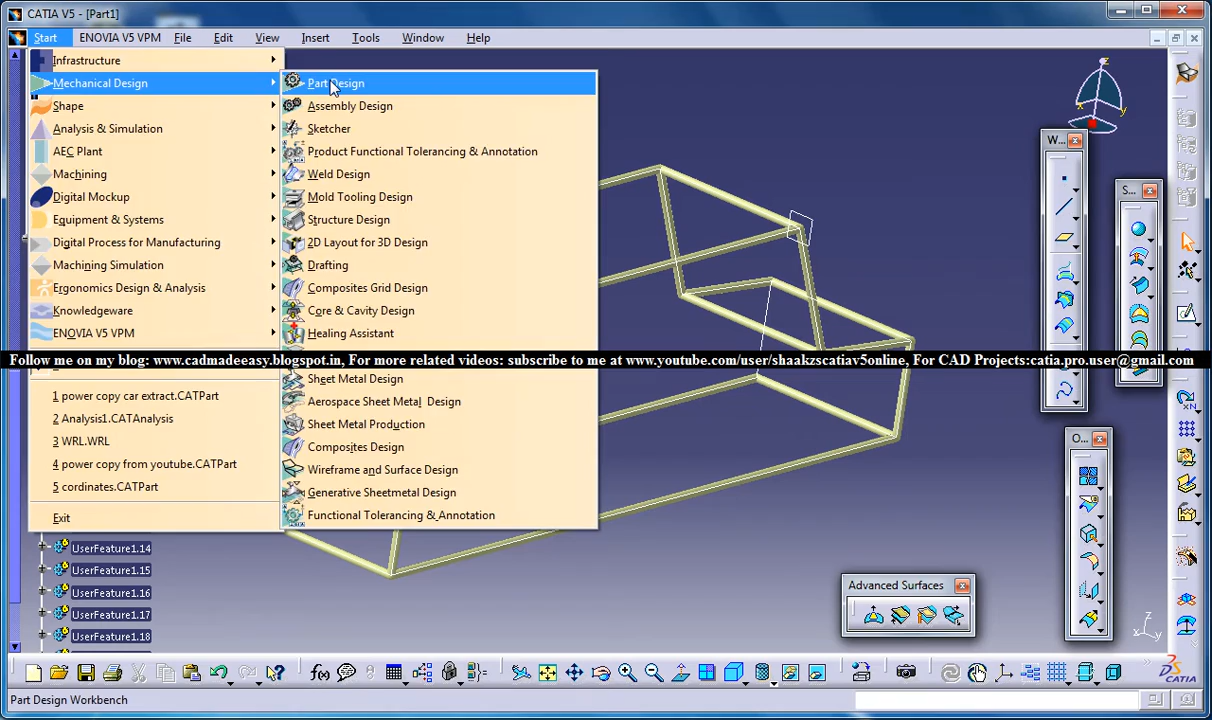 CATIA V5 - [Part1]
Start ENOVIA V5 VPM File Edit View Insert Tools Window Help
Infrastructure
Mechanical Design
Shape
Analysis & Simulation
AEC Plant
Machining
Digital Mockup
Equipment & Systems
Digital Process for Manufacturing
Machining Simulation
Ergonomics Design & Analysis
Knowledgeware
ENOVIA V5 VPM
1 power copy car extract.CATPart
2 Analysis1.CATAnalysis
3 WRL.WRL
4 power copy from youtube.CATPart
5 cordinates.CATPart
Exit
Part Design
Assembly Design
Sketcher
Product Functional Tolerancing & Annotation
Weld Design
Mold Tooling Design
Structure Design
2D Layout for 3D Design
Drafting
Composites Grid Design
Core & Cavity Design
Healing Assistant
Sheet Metal Design
Aerospace Sheet Metal Design
Sheet Metal Production
Composites Design
Wireframe and Surface Design
Generative Sheetmetal Design
Functional Tolerancing & Annotation
Follow me on my blog: www.cadmadeeasy.blogspot.in, For more related videos: subscribe to me at www.youtube.com/user/shaakzscatiav5online, For CAD Projects:catia.pro.user@gmail.com
UserFeature1.14
UserFeature1.15
UserFeature1.16
UserFeature1.17
UserFeature1.18
W...
S...
O...
Advanced Surfaces
z
x
y
z
x
y
f(x)
DASSAULT SYSTEMES
CATIA
Part Design Workbench